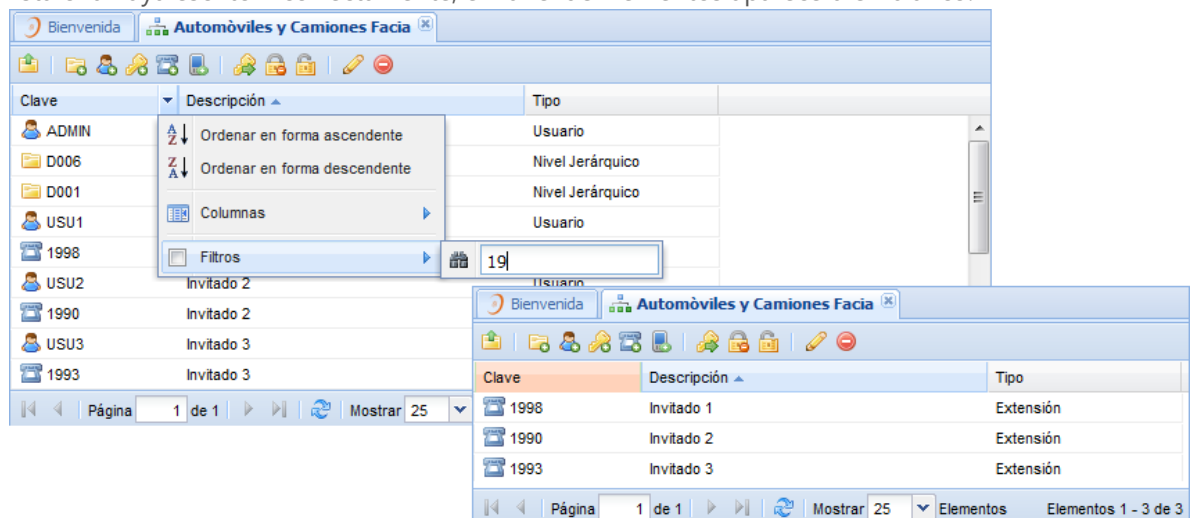 Bienvenida Automòviles y Camiones Facia
Clave Descripción Tipo
ADMIN Usuario
D006 Nivel Jerárquico
D001 Nivel Jerárquico
USU1 Usuario
1998
USU2 Invitado 2 Usuario
1990 Invitado 2
USU3 Invitado 3
1993 Invitado 3
Página 1 de 1 Mostrar 25
Ordenar en forma ascendente
Ordenar en forma descendente
Columnas
Filtros
19
Bienvenida Automòviles y Camiones Facia
Clave Descripción Tipo
1998 Invitado 1 Extensión
1990 Invitado 2 Extensión
1993 Invitado 3 Extensión
Página 1 de 1 Mostrar 25 Elementos Elementos 1 - 3 de 3